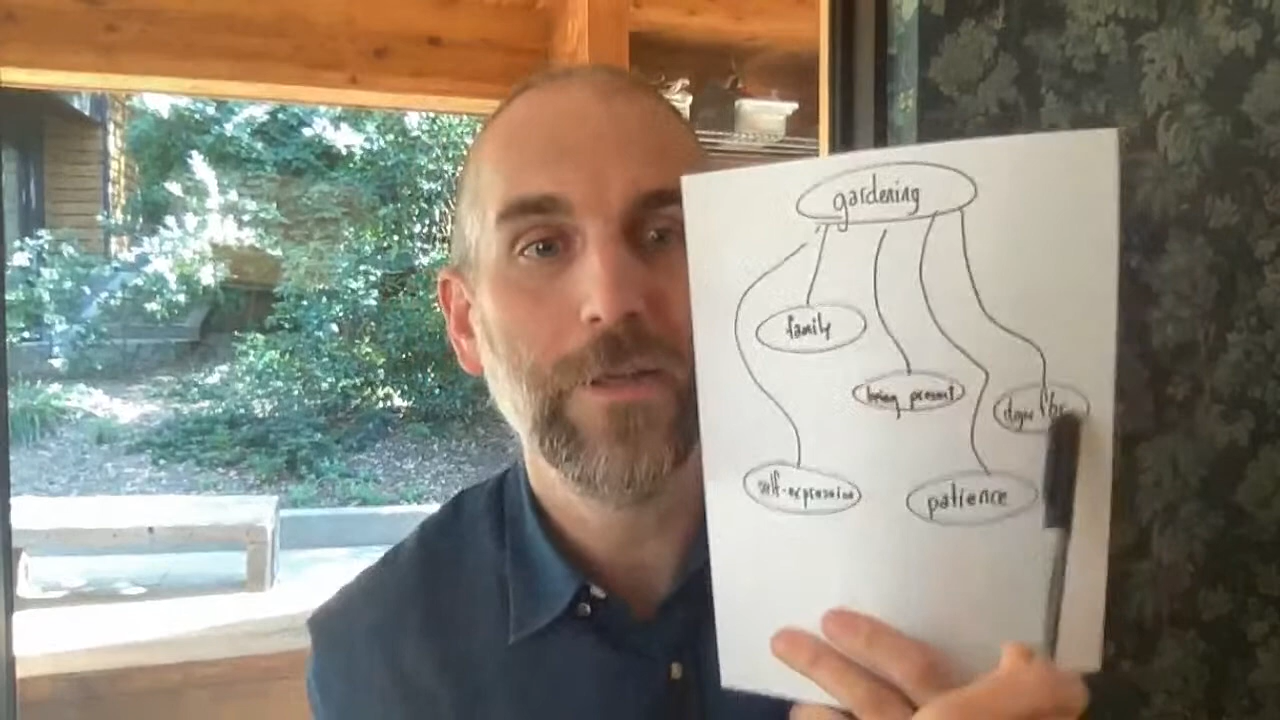 gardening
family
being present
self-expression
patience